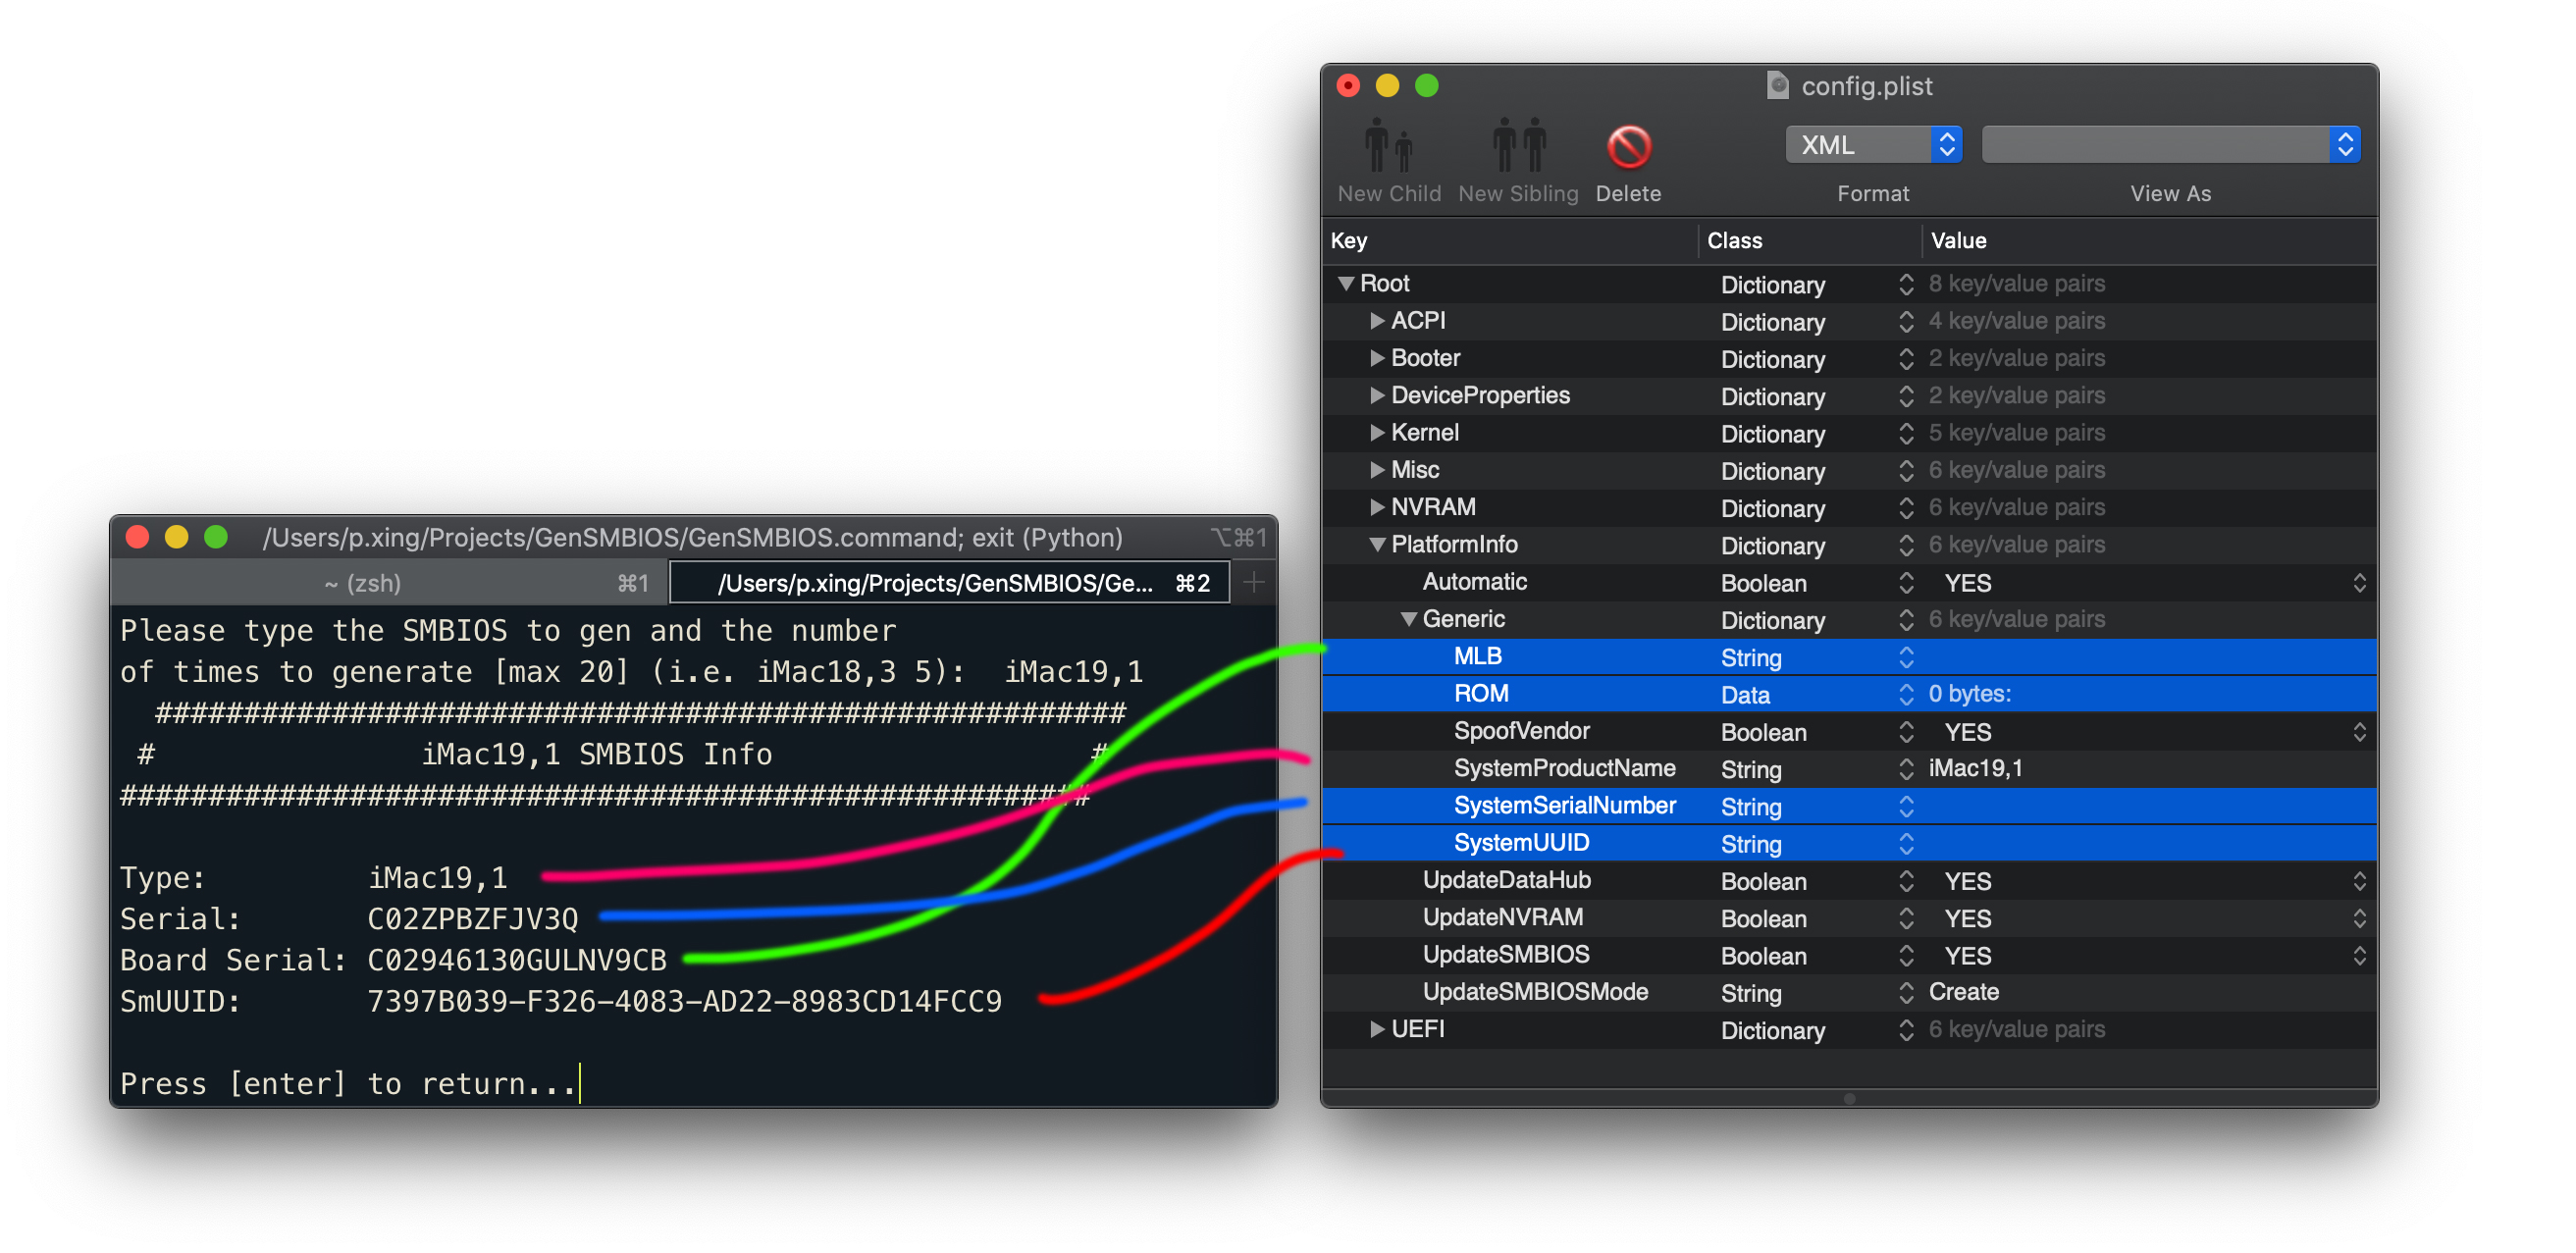 /Users/p.xing/Projects/GenSMBIOS/GenSMBIOS.command; exit (Python) ⌥⌘1
~ (zsh) ⌘1 /Users/p.xing/Projects/GenSMBIOS/Ge... ⌘2 +
Please type the SMBIOS to gen and the number
of times to generate [max 20] (i.e. iMac18,3 5): iMac19,1
#######################################################
# iMac19,1 SMBIOS Info #
#######################################################
Type: iMac19,1
Serial: C02ZPBZFJV3Q
Board Serial: C02946130GULNV9CB
SmUUID: 7397B039-F326-4083-AD22-8983CD14FCC9
Press [enter] to return...
config.plist
XML
New Child New Sibling Delete Format View As
Key Class Value
Root Dictionary 8 key/value pairs
ACPI Dictionary 4 key/value pairs
Booter Dictionary 2 key/value pairs
DeviceProperties Dictionary 2 key/value pairs
Kernel Dictionary 5 key/value pairs
Misc Dictionary 6 key/value pairs
NVRAM Dictionary 6 key/value pairs
PlatformInfo Dictionary 6 key/value pairs
Automatic Boolean YES
Generic Dictionary 6 key/value pairs
MLB String
ROM Data 0 bytes:
SpoofVendor Boolean YES
SystemProductName String iMac19,1
SystemSerialNumber String
SystemUUID String
UpdateDataHub Boolean YES
UpdateNVRAM Boolean YES
UpdateSMBIOS Boolean YES
UpdateSMBIOSMode String Create
UEFI Dictionary 6 key/value pairs